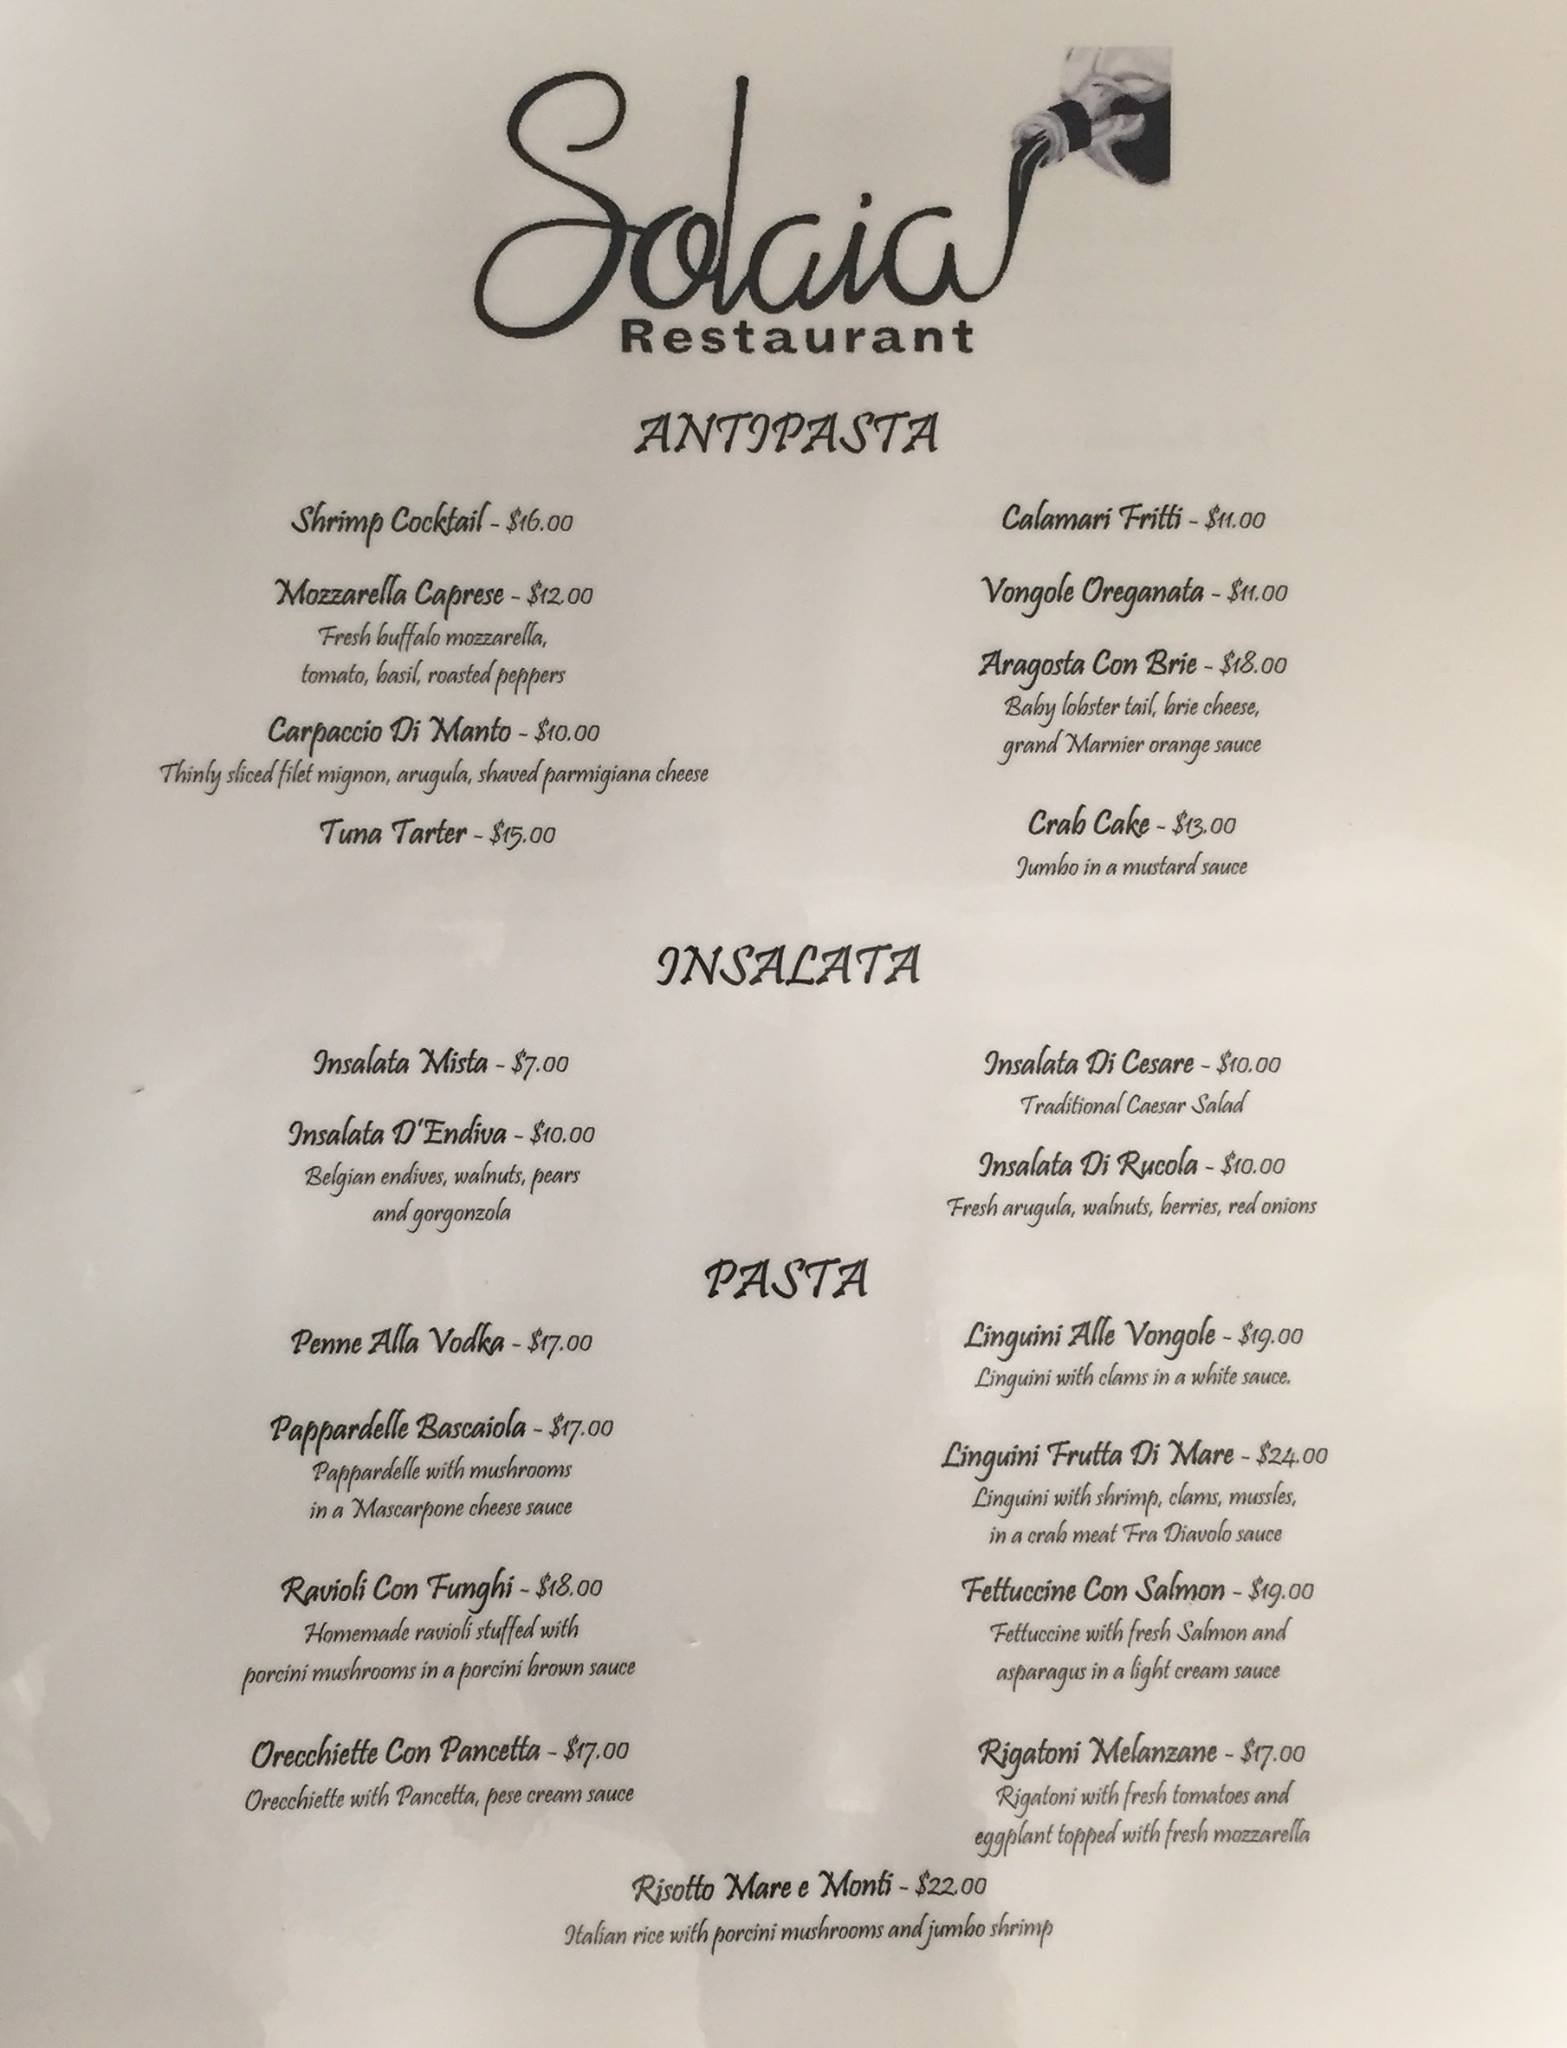 Solaia
Restaurant
ANTIPASTA
Shrimp Cocktail - $16.00
Mozzarella Caprese - $12.00
Fresh buffalo mozzarella,
tomato, basil, roasted peppers
Carpaccio Di Manto - $10.00
Thinly sliced filet mignon, arugula, shaved parmigiana cheese
Tuna Tarter - $15.00
Calamari Fritti - $11.00
Vongole Oreganata - $11.00
Aragosta Con Brie - $18.00
Baby lobster tail, brie cheese,
grand Marnier orange sauce
Crab Cake - $13.00
Jumbo in a mustard sauce
INSALATA
Insalata Mista - $7.00
Insalata D'Endiva - $10.00
Belgian endives, walnuts, pears
and gorgonzola
Insalata Di Cesare - $10.00
Traditional Caesar Salad
Insalata Di Rucola - $10.00
Fresh arugula, walnuts, berries, red onions
PASTA
Penne Alla Vodka - $17.00
Pappardelle Bascaiola - $17.00
Pappardelle with mushrooms
in a Mascarpone cheese sauce
Ravioli Con Funghi - $18.00
Homemade ravioli stuffed with
porcini mushrooms in a porcini brown sauce
Orecchiette Con Pancetta - $17.00
Orecchiette with Pancetta, pese cream sauce
Linguini Alle Vongole - $19.00
Linguini with clams in a white sauce.
Linguini Frutta Di Mare - $24.00
Linguini with shrimp, clams, mussles,
in a crab meat Fra Diavolo sauce
Fettuccine Con Salmon - $19.00
Fettuccine with fresh Salmon and
asparagus in a light cream sauce
Rigatoni Melanzane - $17.00
Rigatoni with fresh tomatoes and
eggplant topped with fresh mozzarella
Risotto Mare e Monti - $22.00
Italian rice with porcini mushrooms and jumbo shrimp